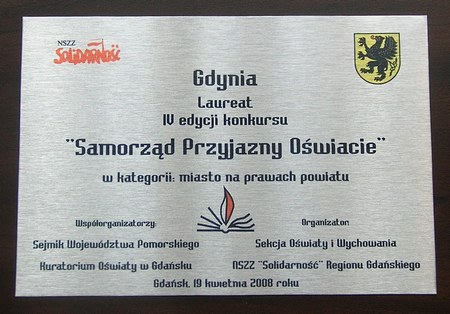 NSZZ
SOLIDARNOŚĆ
Gdynia
Laureat
IV edycji konkursu
"Samorząd Przyjazny Oświacie"
w kategorii: miasto na prawach powiatu
Współorganizatorzy:
Sejmik Województwa Pomorskiego
Kuratorium Oświaty w Gdańsku
Organizator:
Sekcja Oświaty i Wychowania
NSZZ "Solidarność" Regionu Gdańskiego
Gdańsk, 19 kwietnia 2008 roku